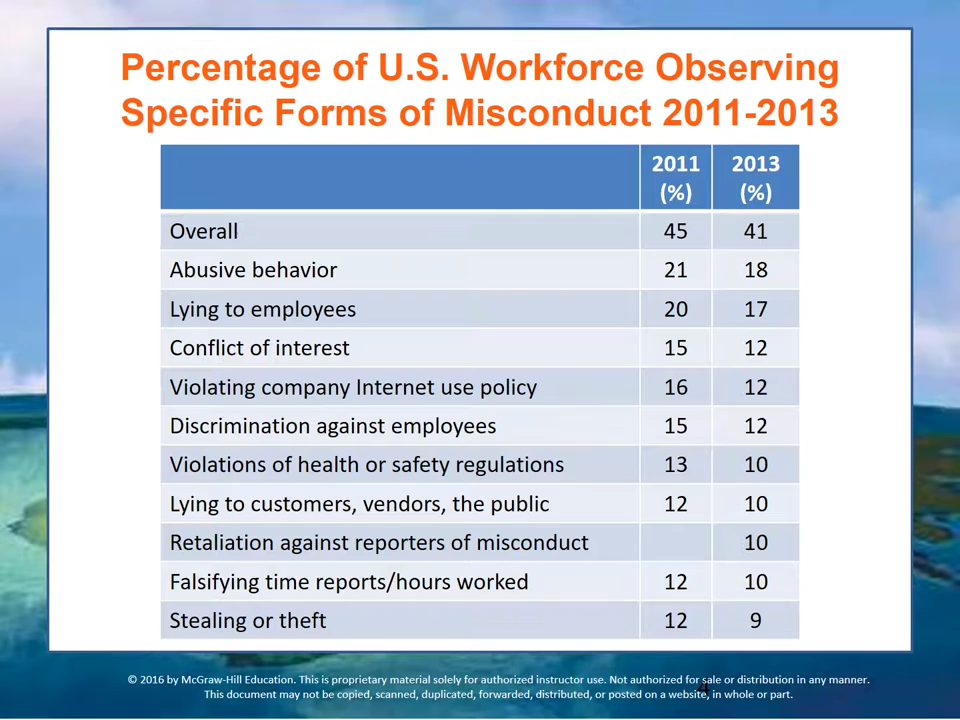 Percentage of U.S. Workforce Observing
Specific Forms of Misconduct 2011-2013
2011 (%) 2013 (%)
Overall 45 41
Abusive behavior 21 18
Lying to employees 20 17
Conflict of interest 15 12
Violating company Internet use policy 16 12
Discrimination against employees 15 12
Violations of health or safety regulations 13 10
Lying to customers, vendors, the public 12 10
Retaliation against reporters of misconduct 10
Falsifying time reports/hours worked 12 10
Stealing or theft 12 9
© 2016 by McGraw-Hill Education. This is proprietary material solely for authorized instructor use. Not authorized for sale or distribution in any manner.
This document may not be copied, scanned, duplicated, forwarded, distributed, or posted on a website, in whole or part.
4